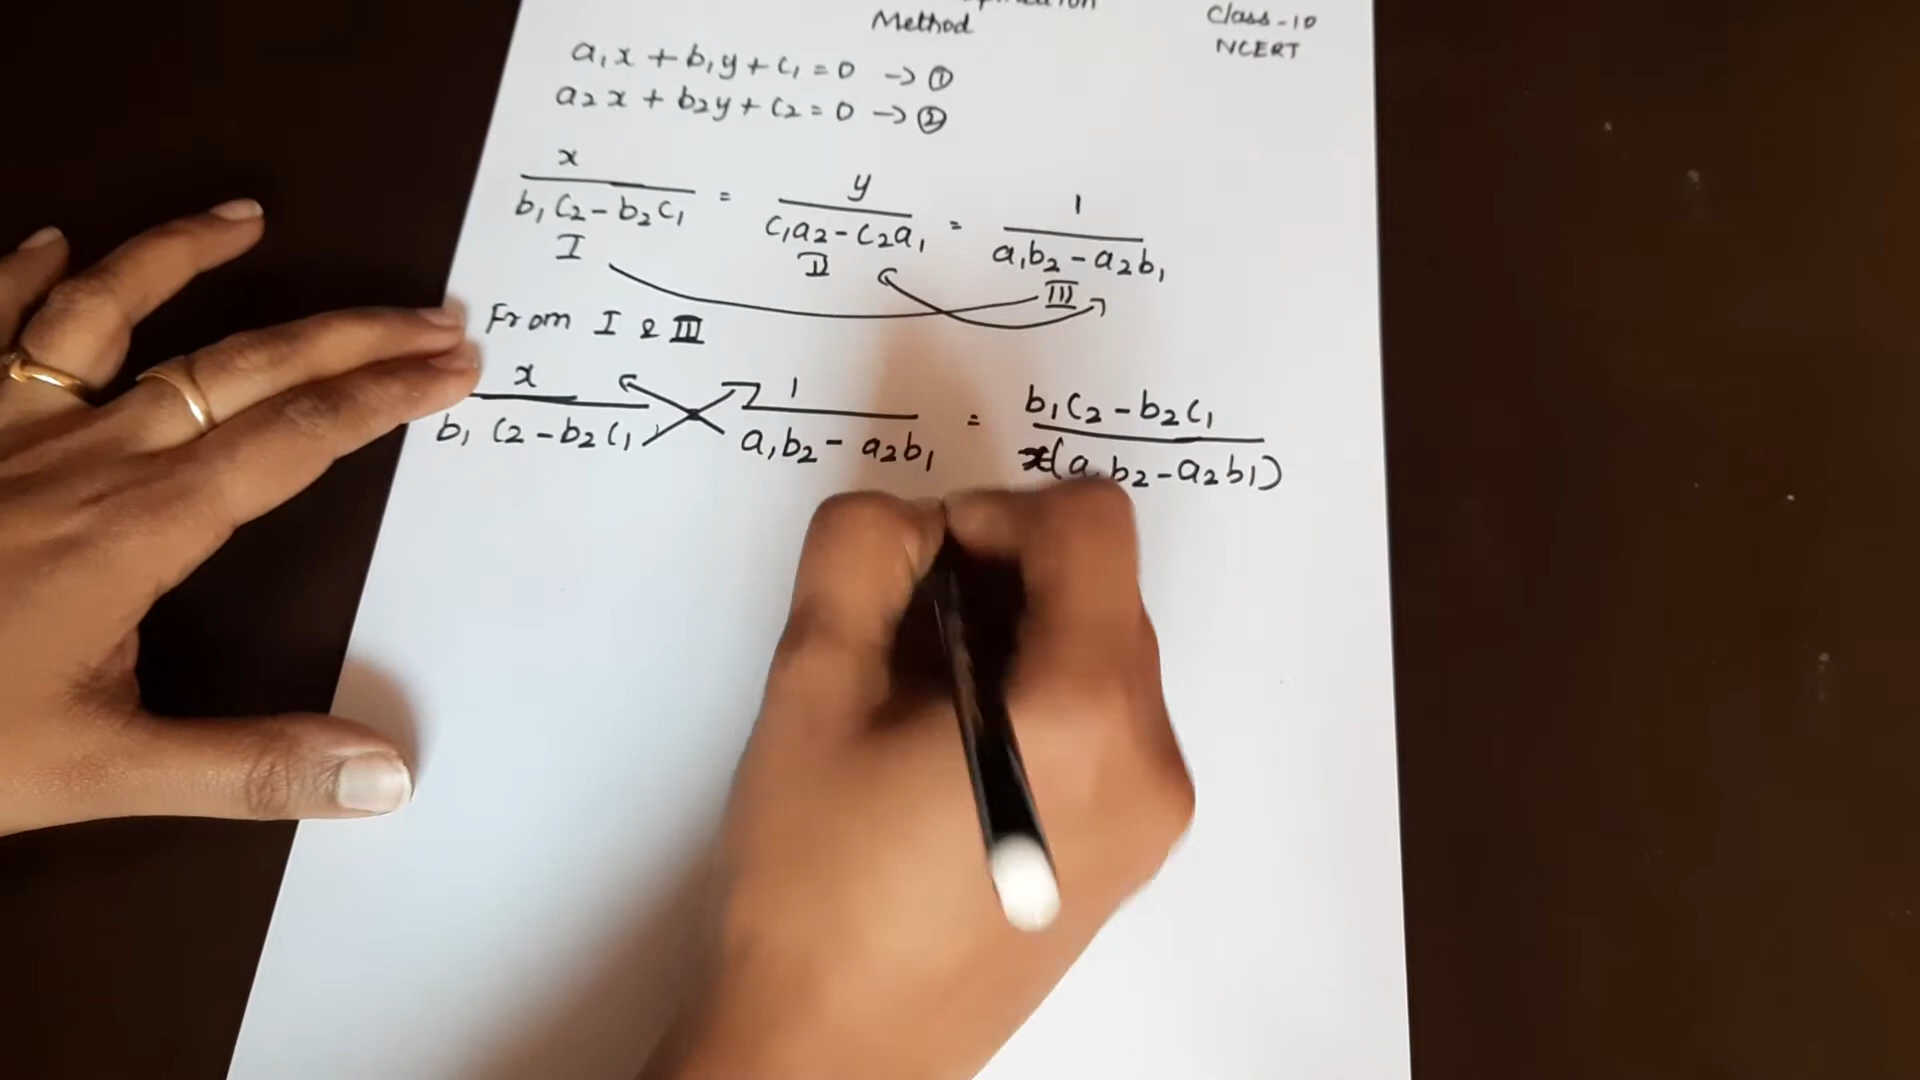 Method
Class-10
NCERT
a₁x + b₁y + c₁ = 0 → ①
a₂x + b₂y + c₂ = 0 → ②
x y 1
b₁c₂ - b₂c₁ = c₁a₂ - c₂a₁ = a₁b₂ - a₂b₁
I II III
From I & III
x 1 b₁c₂ - b₂c₁
b₁c₂ - b₂c₁ a₁b₂ - a₂b₁ = x(a₁b₂ - a₂b₁)